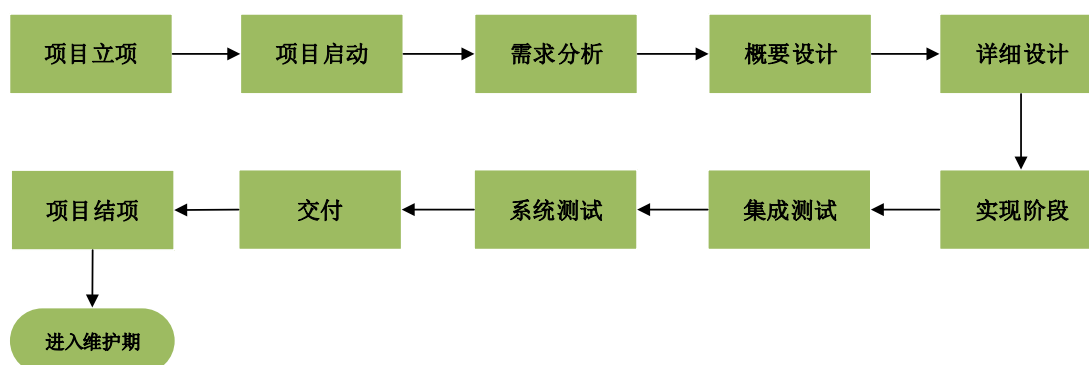 项目立项
项目启动
需求分析
概要设计
详细设计
实现阶段
集成测试
系统测试
交付
项目结项
进入维护期